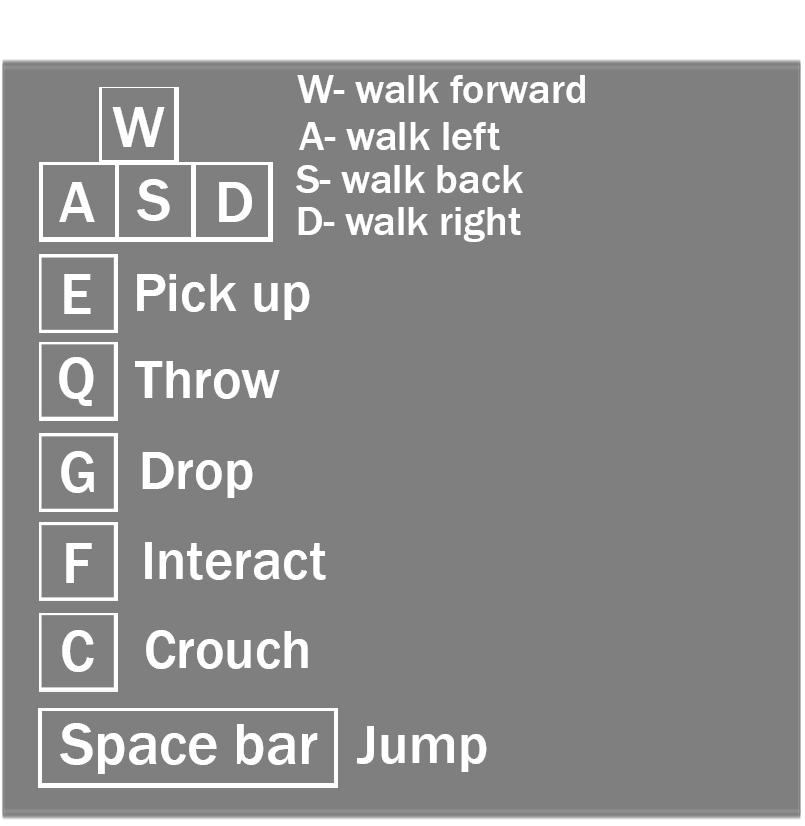 W
W- walk forward
A- walk left
A S D
S- walk back
D- walk right
E Pick up
Q Throw
G Drop
F Interact
C Crouch
Space bar Jump